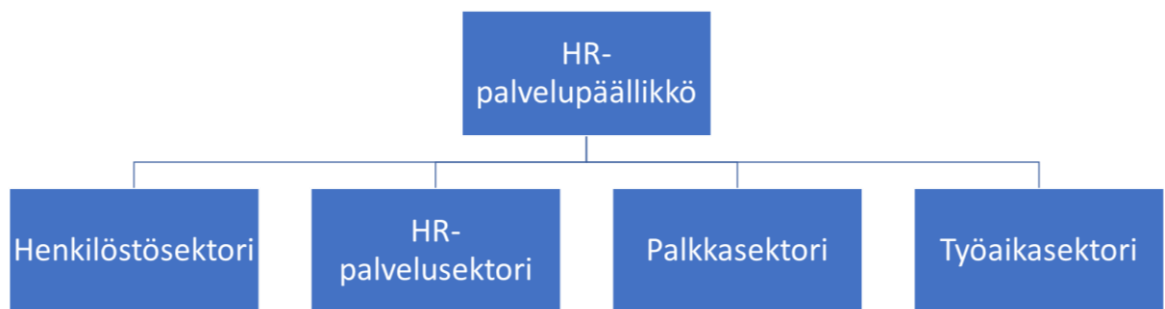 HR-
palvelupäällikkö
Henkilöstösektori
HR-
palvelusektori
Palkkasektori
Työaikasektori